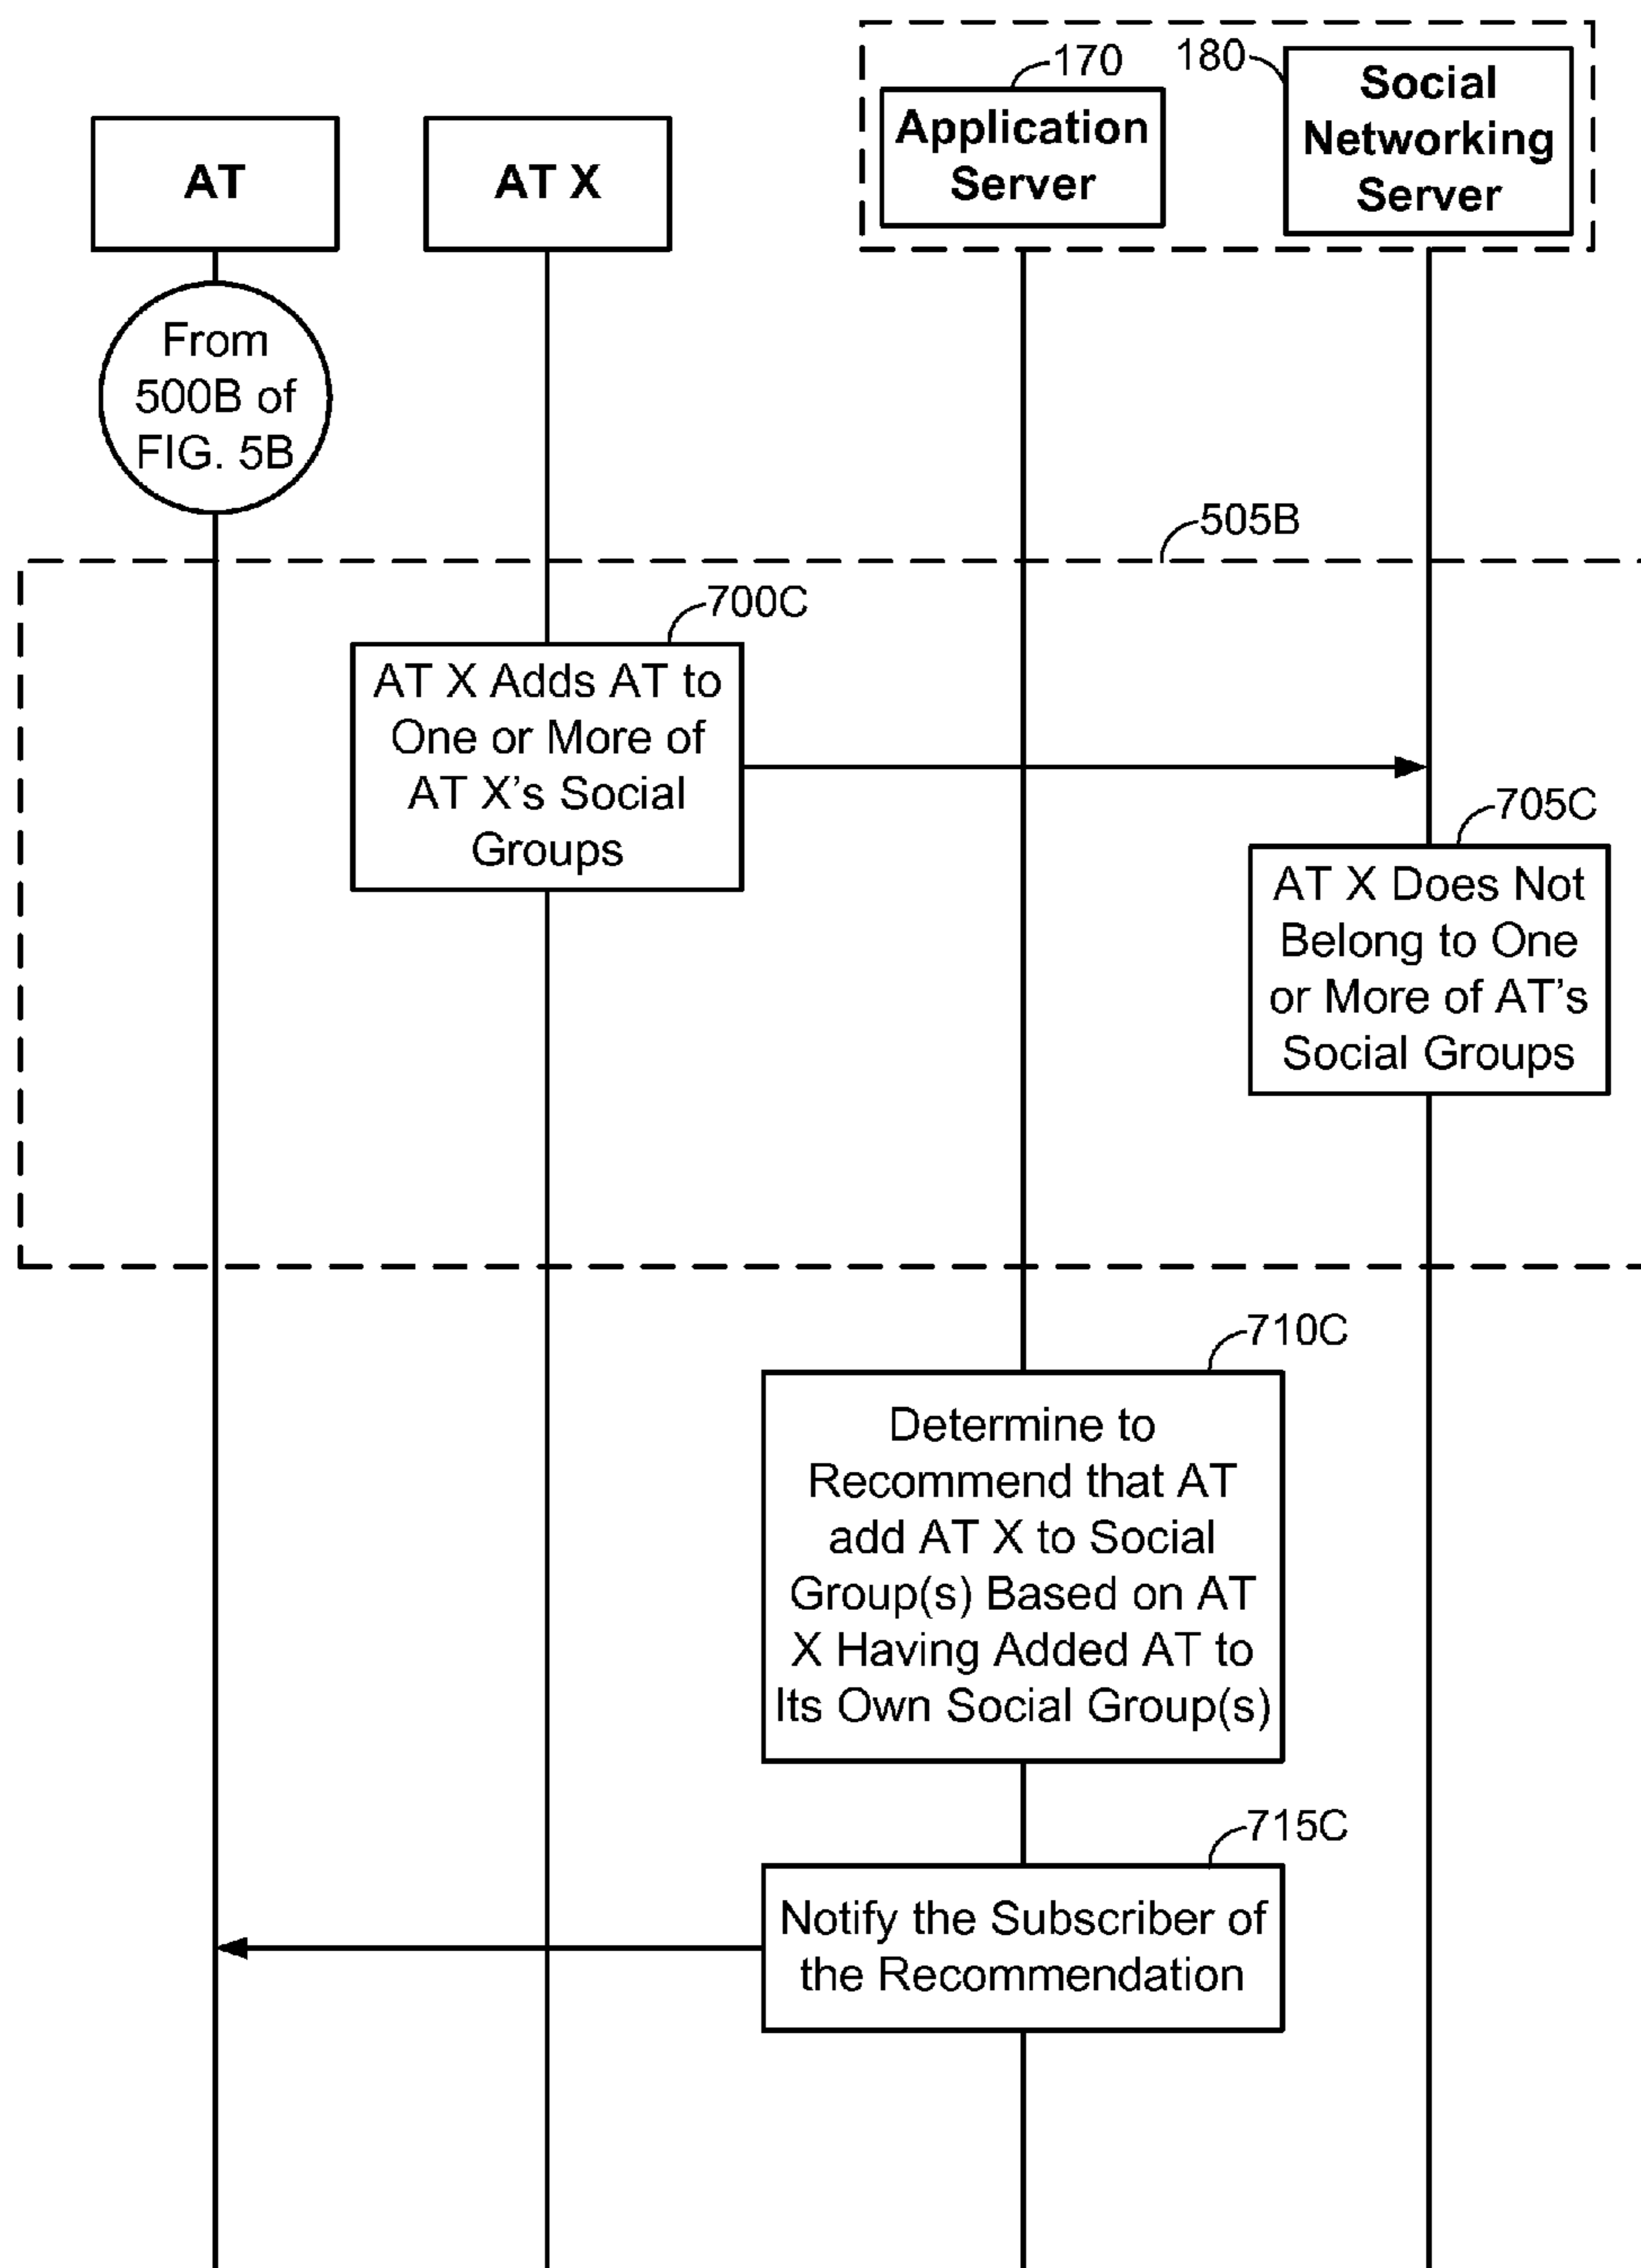 170
180
Social
Networking
Server
Application
Server
AT
AT X
From
500B of
FIG. 5B
505B
700C
AT X Adds AT to
One or More of
AT X's Social
Groups
705C
AT X Does Not
Belong to One
or More of AT's
Social Groups
710C
Determine to
Recommend that AT
add AT X to Social
Group(s) Based on AT
X Having Added AT to
Its Own Social Group(s)
715C
Notify the Subscriber of
the Recommendation